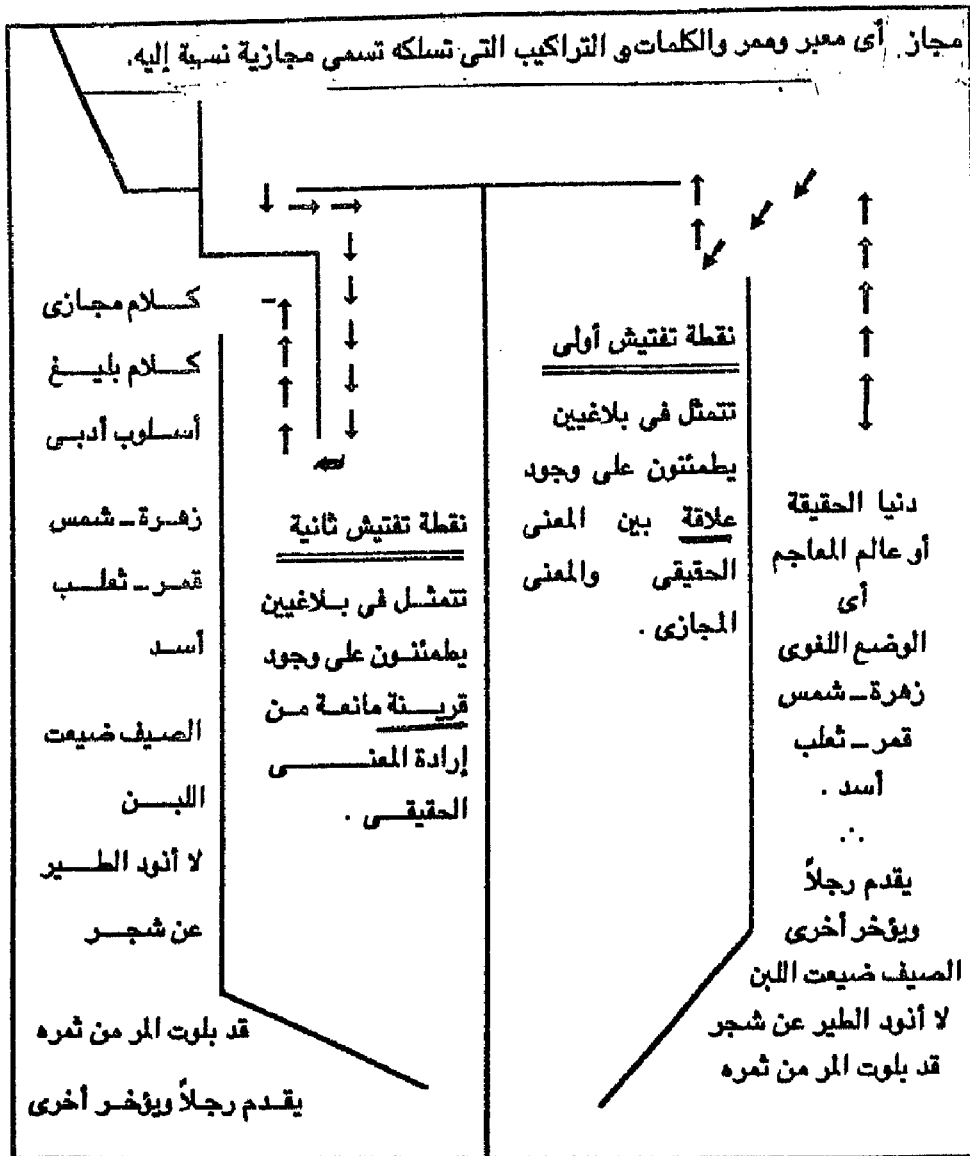 مجاز أى معبر وممر والكلمات و التراكيب التى تسلكه تسمى مجازية نسبة إليه.
دنيا الحقيقة
أو عالم المعاجم
أى
الوضع اللغوى
زهرة ــ شمس
قمر ــ ثعلب
أسد .
∴
يقدم رجلاً
ويؤخر أخرى
الصيف ضيعت اللبن
لا أذود الطير عن شجر
قد بلوت المر من ثمره
نقطة تفتيش أولى
تتمثل فى بلاغيين
يطمئنون على وجود
علاقة بين المعنى
الحقيقى والمعنى
المجازى .
نقطة تفتيش ثانية
تتمثل فى بلاغيين
يطمئنون على وجود
قرينة مانعة من
إرادة المعنى
الحقيقى .
كلام مجازى
كلام بليغ
أسلوب أدبى
زهرة ــ شمس
قمر ــ ثعلب
أسد
الصيف ضيعت
اللبن
لا أذود الطير
عن شجر
قد بلوت المر من ثمره
يقدم رجلاً ويؤخر أخرى